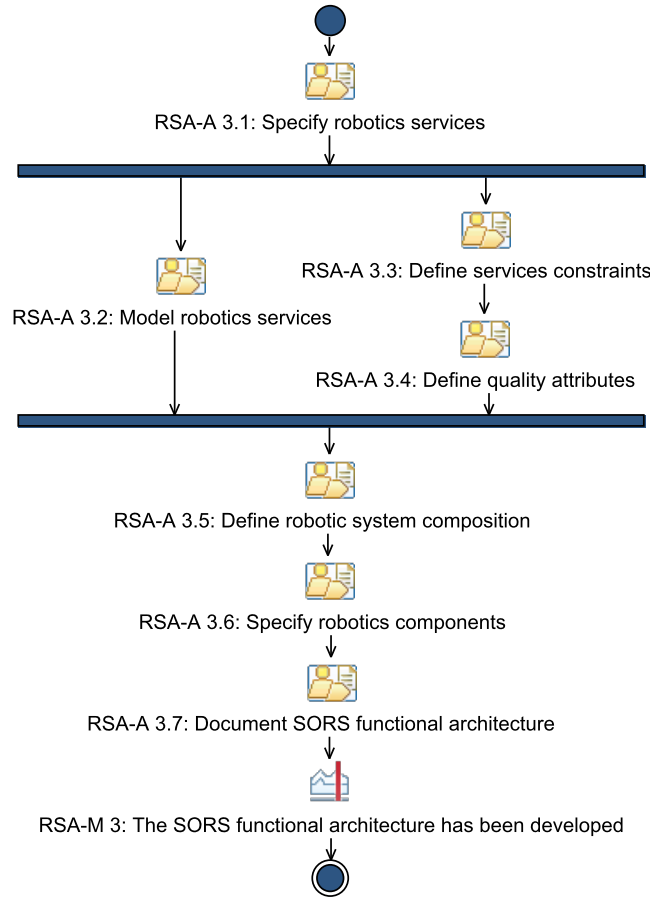 RSA-A 3.1: Specify robotics services
RSA-A 3.3: Define services constraints
RSA-A 3.2: Model robotics services
RSA-A 3.4: Define quality attributes
RSA-A 3.5: Define robotic system composition
RSA-A 3.6: Specify robotics components
RSA-A 3.7: Document SORS functional architecture
RSA-M 3: The SORS functional architecture has been developed